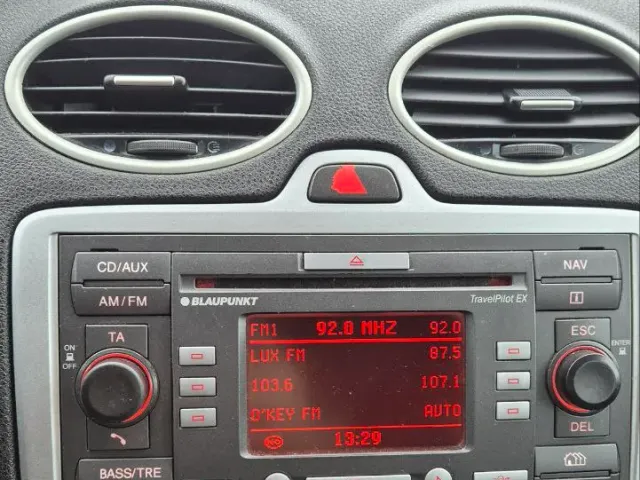 CD/AUX
NAV
AM/FM
BLAUPUNKT
TravelPilot EX
TA
ON
OFF
FM1 92.0 MHZ 92.0
LUX FM 87.5
103.6 107.1
O'KEY FM AUTO
13:29
ESC
ENTER
DEL
BASS/TRE